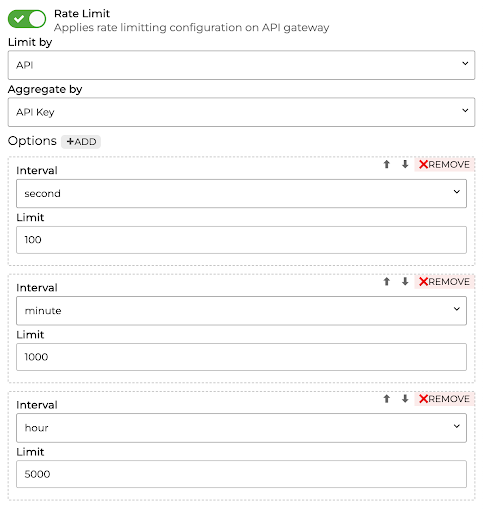 Rate Limit
Applies rate limitting configuration on API gateway
Limit by
API
Aggregate by
API Key
Options +ADD
REMOVE
Interval
second
Limit
100
REMOVE
Interval
minute
Limit
1000
REMOVE
Interval
hour
Limit
5000